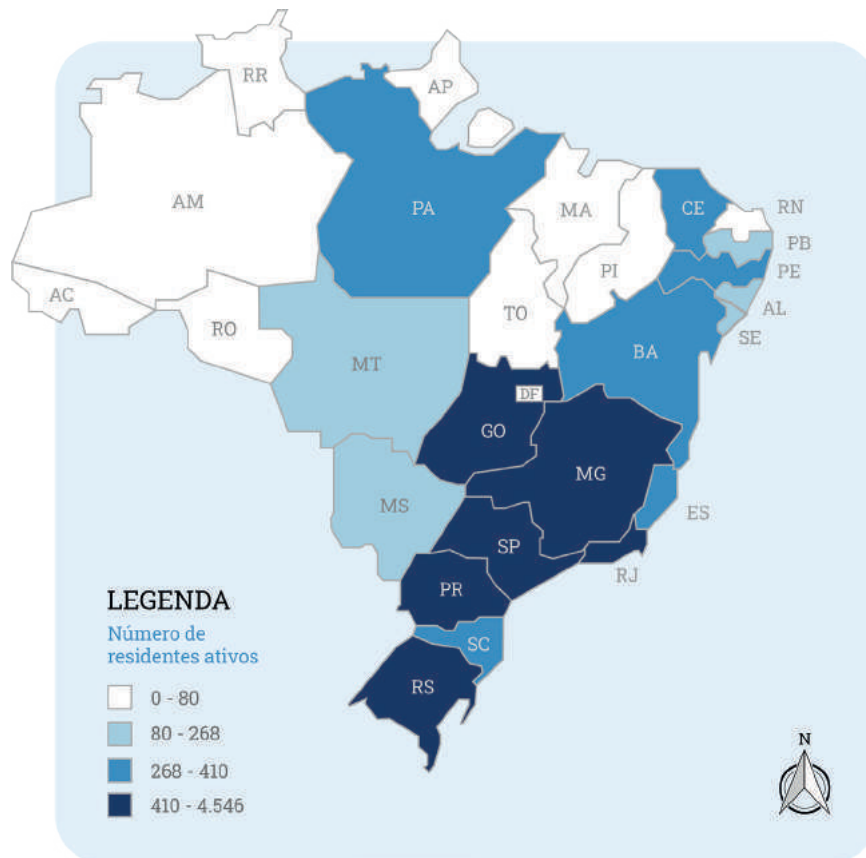 RR
AP
AM
PA
MA
CE
RN
PB
PI
PE
AC
TO
AL
RO
SE
MT
BA
DF
GO
MG
MS
ES
SP
RJ
PR
LEGENDA
Número de
residentes ativos
SC
RS
0 - 80
80 - 268
268 - 410
410 - 4.546
N